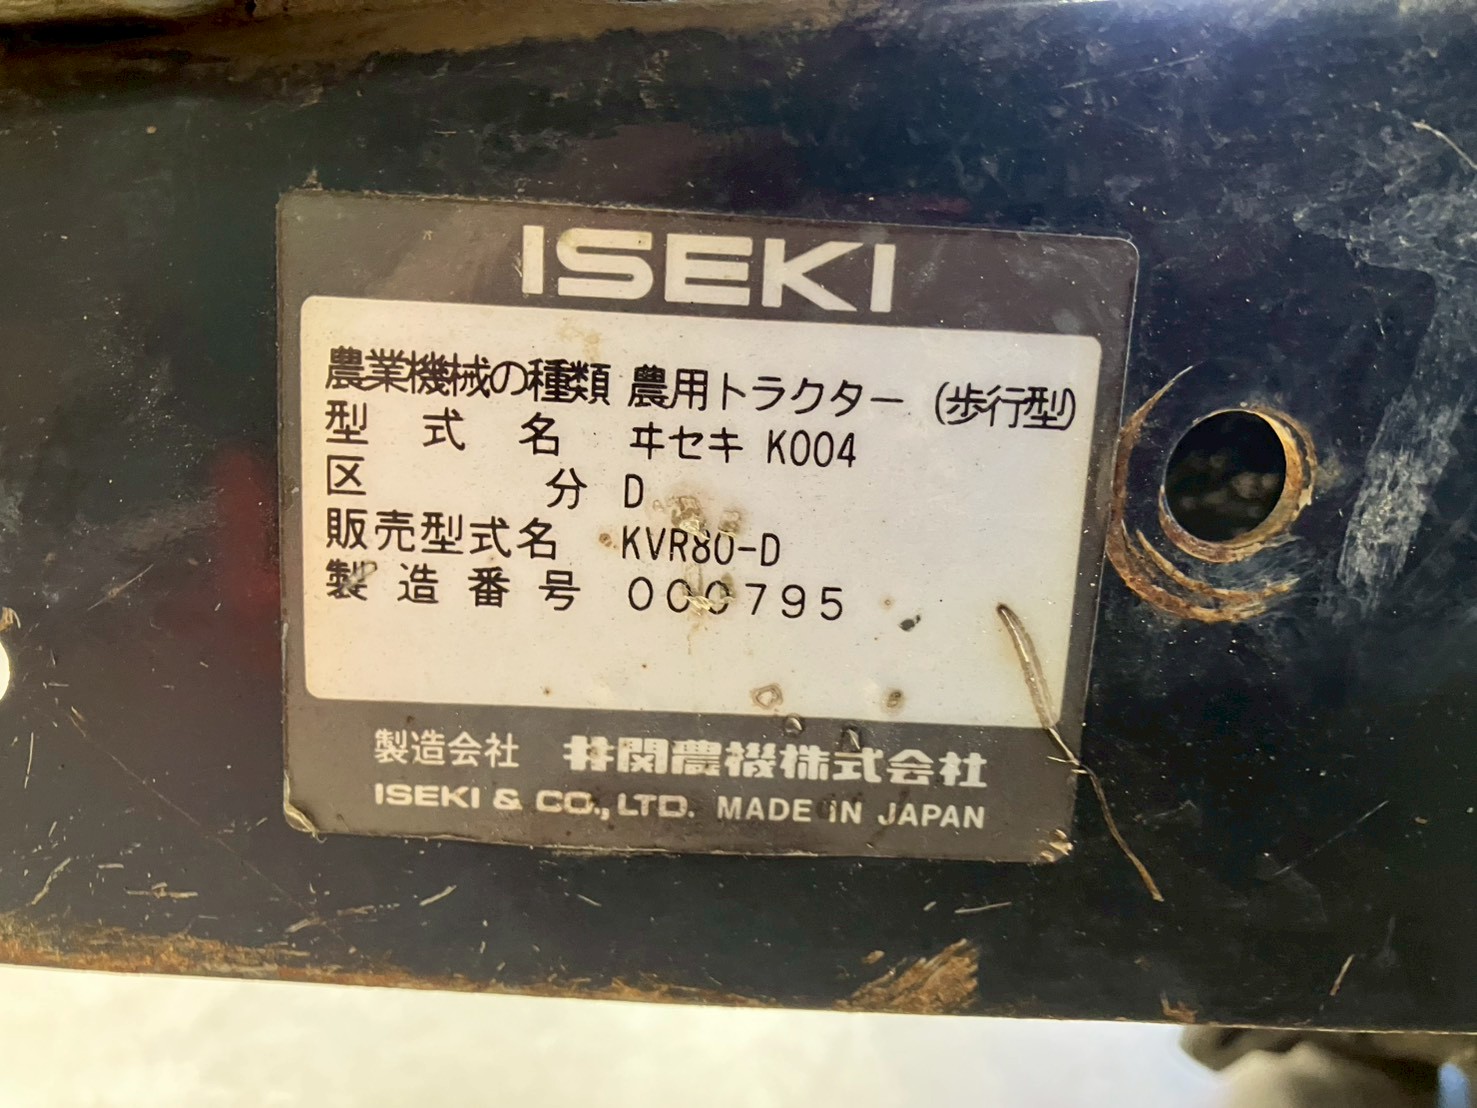 ISEKI
農業機械の種類 農用トラクター (歩行型)
型式名 ヰセキ K004
区分 D
販売型式名 KVR80-D
製造番号 000795
製造会社 井関農機株式会社
ISEKI & CO., LTD. MADE IN JAPAN